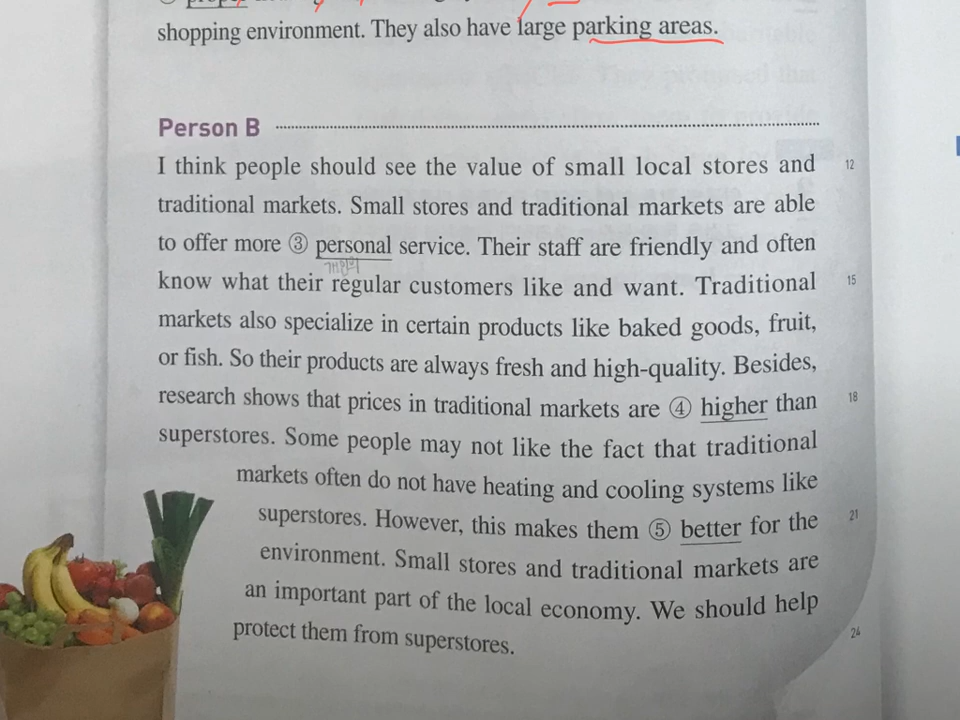 shopping environment. They also have large parking areas.
Person B
I think people should see the value of small local stores and 12
traditional markets. Small stores and traditional markets are able
to offer more ③ personal service. Their staff are friendly and often
개인의
know what their regular customers like and want. Traditional 15
markets also specialize in certain products like baked goods, fruit,
or fish. So their products are always fresh and high-quality. Besides,
research shows that prices in traditional markets are ④ higher than 18
superstores. Some people may not like the fact that traditional
markets often do not have heating and cooling systems like
superstores. However, this makes them ⑤ better for the 21
environment. Small stores and traditional markets are
an important part of the local economy. We should help
protect them from superstores. 24